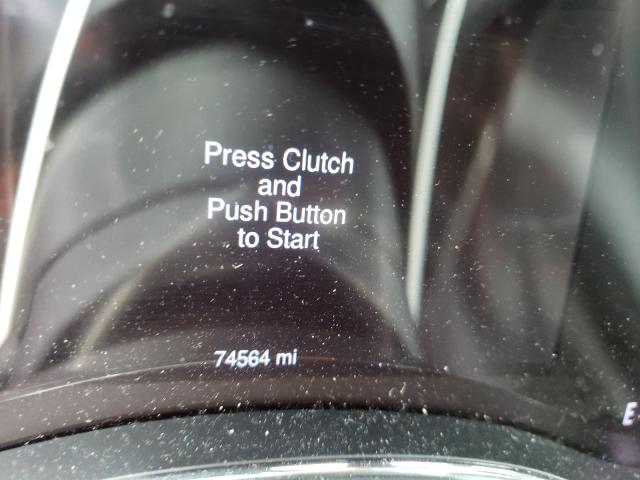 Press Clutch
and
Push Button
to Start
74564 mi
E